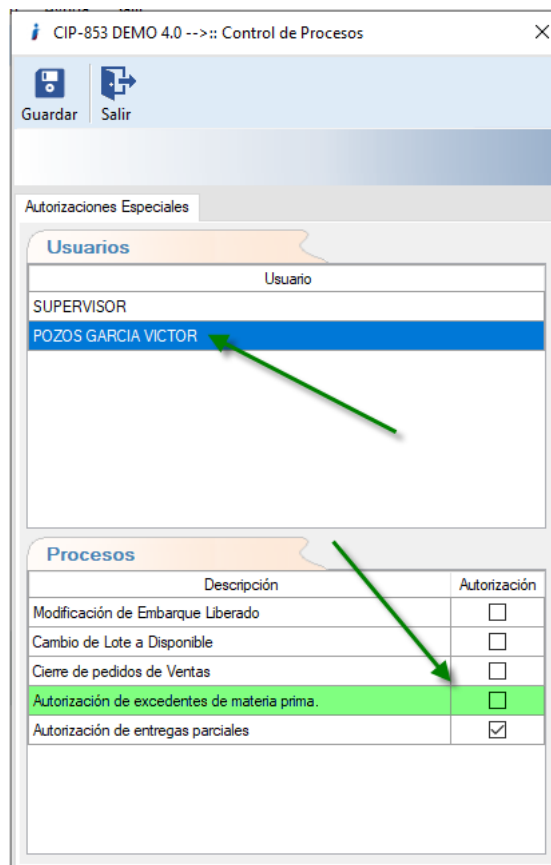 CIP-853 DEMO 4.0 -->:: Control de Procesos
Guardar Salir
Autorizaciones Especiales
Usuarios
Usuario
SUPERVISOR
POZOS GARCIA VICTOR
Procesos
Descripción Autorización
Modificación de Embarque Liberado
Cambio de Lote a Disponible
Cierre de pedidos de Ventas
Autorización de excedentes de materia prima.
Autorización de entregas parciales